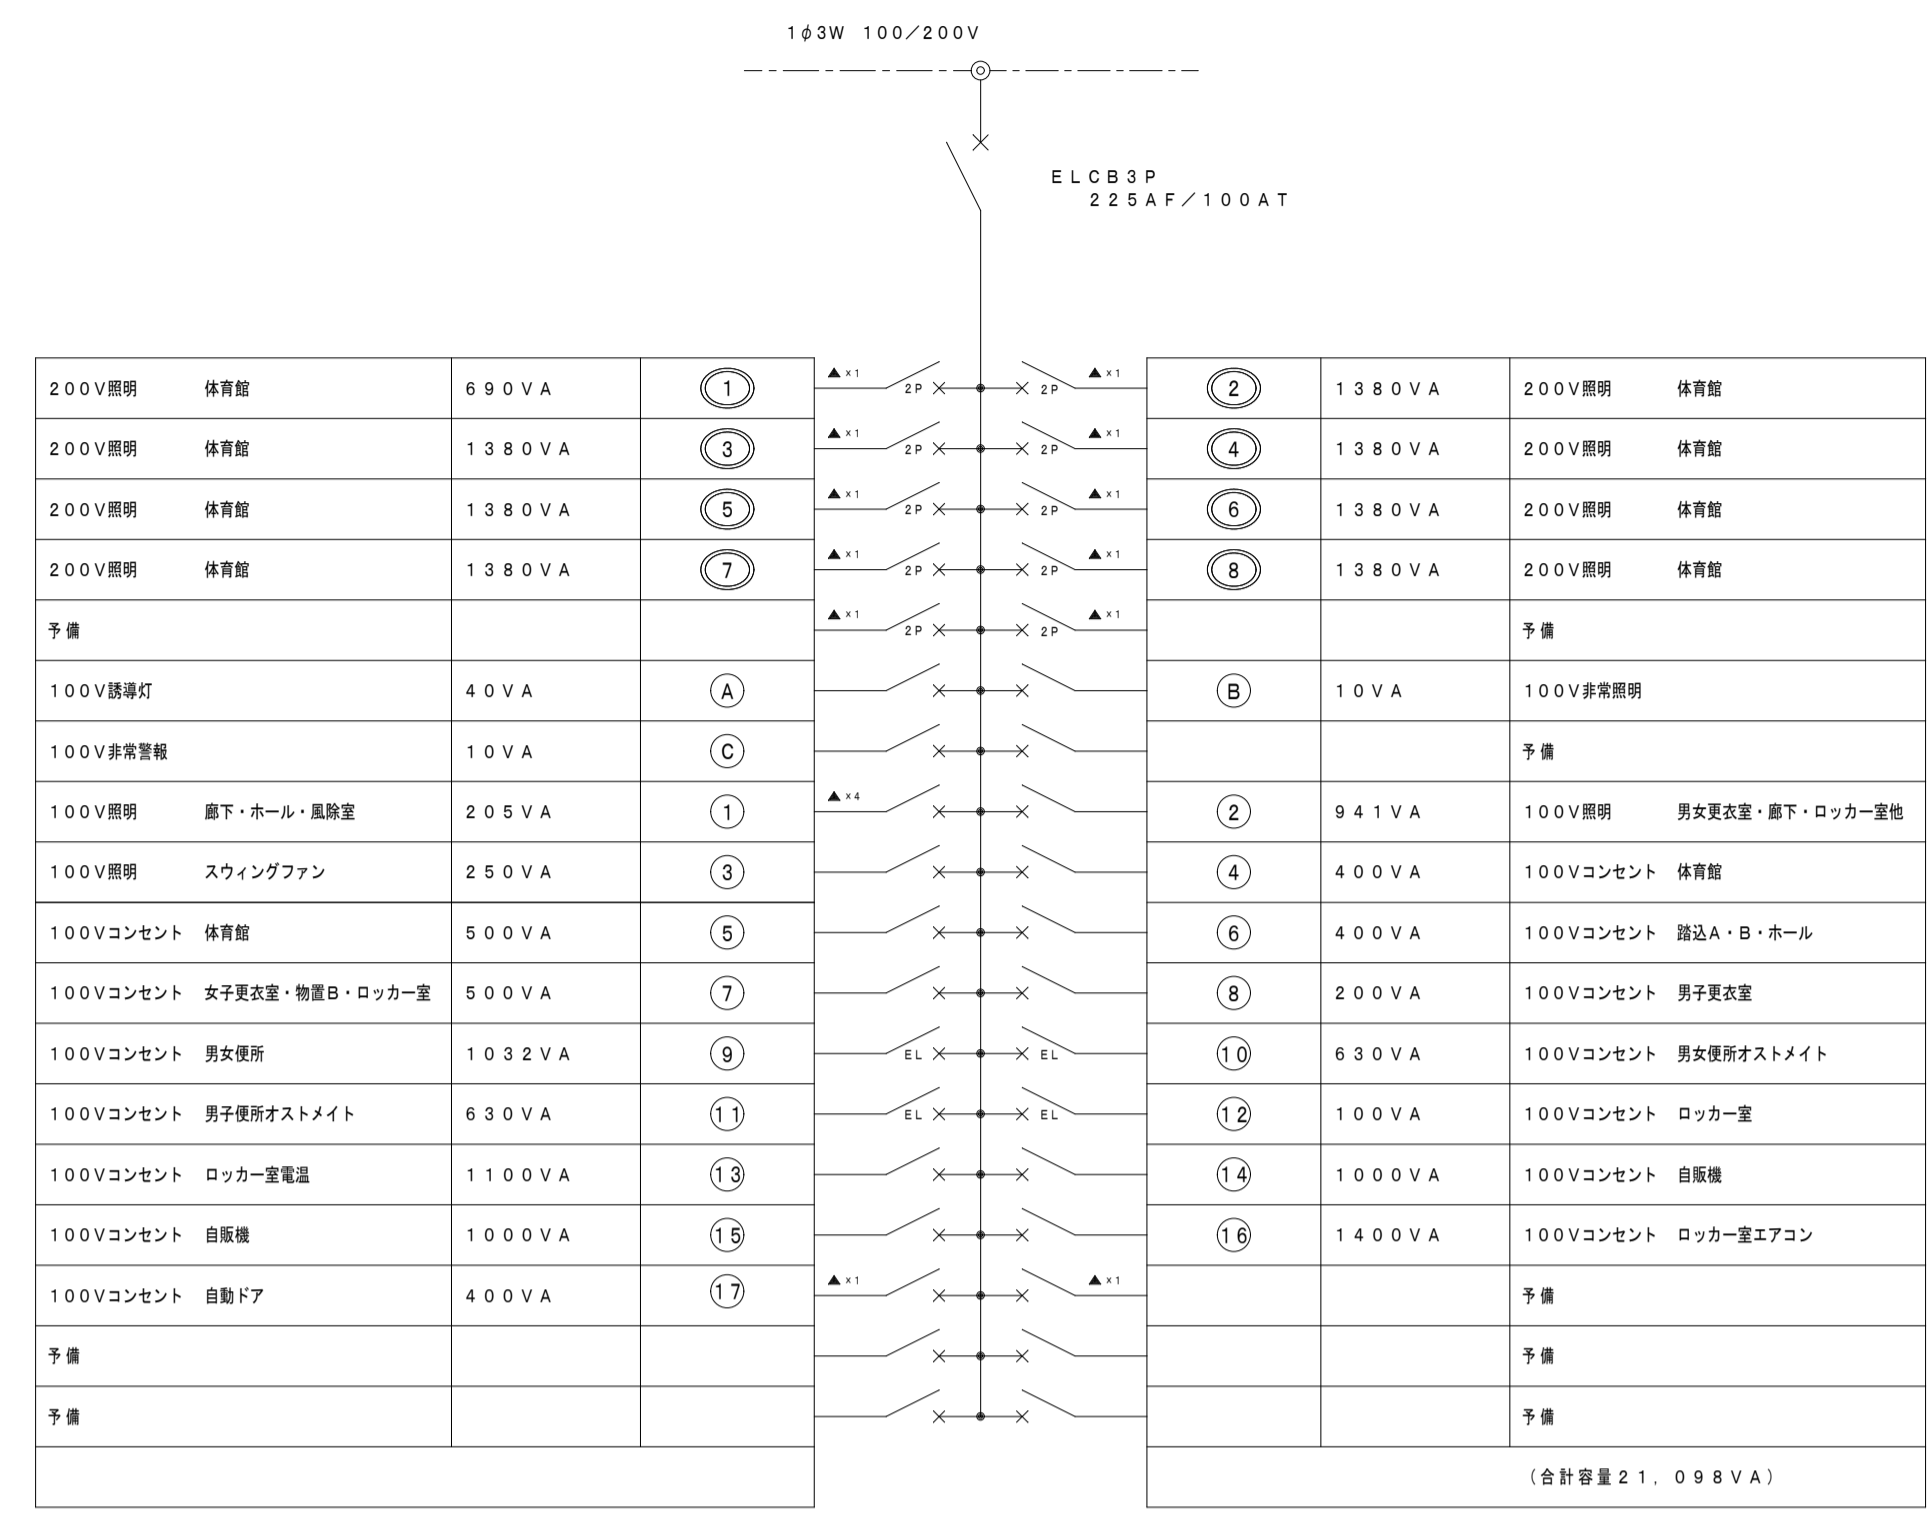 1φ3W 100/200V
ELCB3P
225AF/100AT
200V照明 体育館 690VA 1 ▲×1 2P 2P ▲×1 2 1380VA 200V照明 体育館
200V照明 体育館 1380VA 3 ▲×1 2P 2P ▲×1 4 1380VA 200V照明 体育館
200V照明 体育館 1380VA 5 ▲×1 2P 2P ▲×1 6 1380VA 200V照明 体育館
200V照明 体育館 1380VA 7 ▲×1 2P 2P ▲×1 8 1380VA 200V照明 体育館
予備 ▲×1 2P 2P ▲×1 予備
100V誘導灯 40VA A B 10VA 100V非常照明
100V非常警報 10VA C 予備
100V照明 廊下・ホール・風除室 205VA 1 ▲×4 2 941VA 100V照明 男女更衣室・廊下・ロッカー室他
100V照明 スウィングファン 250VA 3 4 400VA 100Vコンセント 体育館
100Vコンセント 体育館 500VA 5 6 400VA 100Vコンセント 踏込A・B・ホール
100Vコンセント 女子更衣室・物置B・ロッカー室 500VA 7 8 200VA 100Vコンセント 男子更衣室
100Vコンセント 男女便所 1032VA 9 EL EL 10 630VA 100Vコンセント 男女便所オストメイト
100Vコンセント 男子便所オストメイト 630VA 11 EL EL 12 100VA 100Vコンセント ロッカー室
100Vコンセント ロッカー室電温 1100VA 13 14 1000VA 100Vコンセント 自販機
100Vコンセント 自販機 1000VA 15 16 1400VA 100Vコンセント ロッカー室エアコン
100Vコンセント 自動ドア 400VA 17 ▲×1 ▲×1 予備
予備 予備
予備 予備
(合計容量21,098VA)